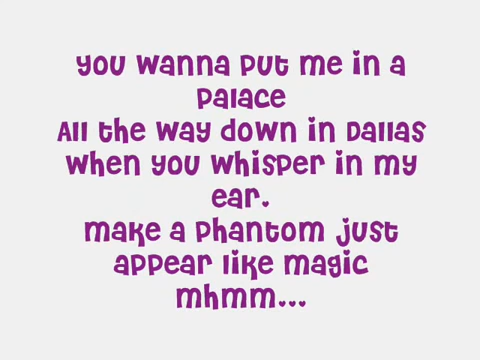 you wanna put me in a
palace
All the way down in Dallas
when you whisper in my
ear.
make a phantom just
appear like magic
mhmm...